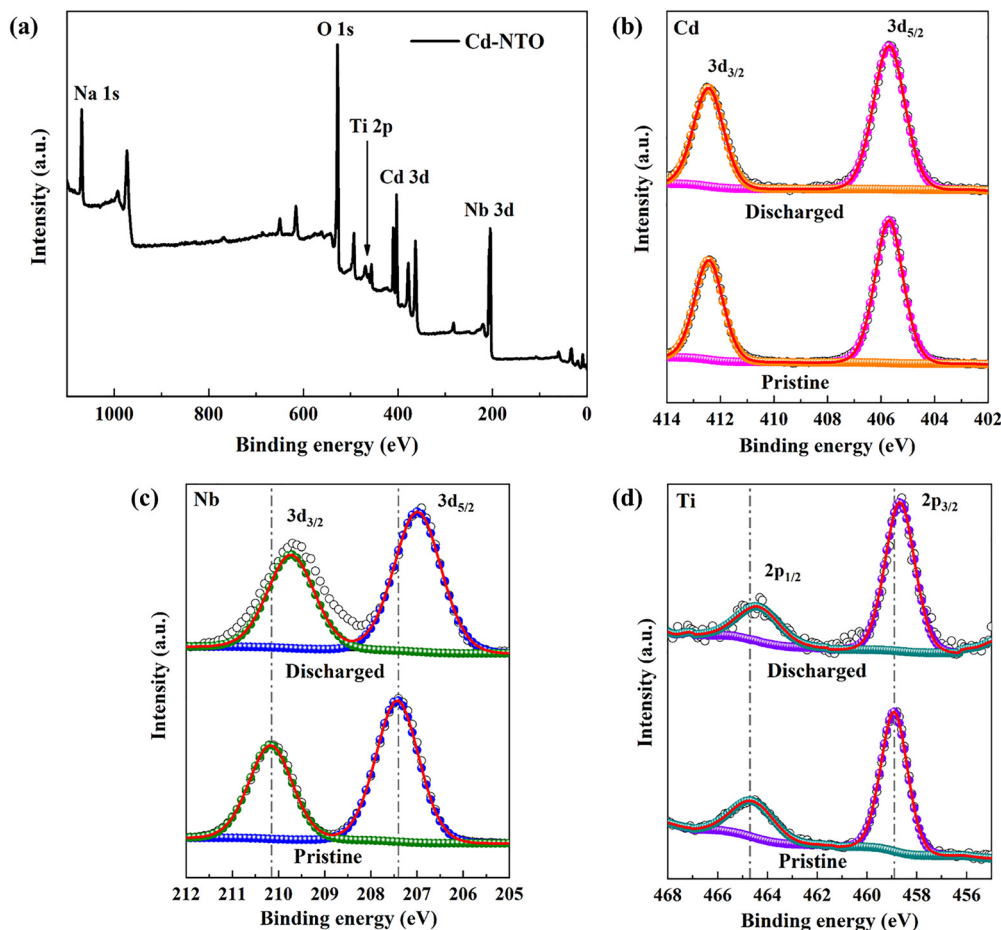 (a)
O 1s
Cd-NTO
Na 1s
Ti 2p
Cd 3d
Nb 3d
Intensity (a.u.)
1000 800 600 400 200 0
Binding energy (eV)
(b) Cd
3d5/2
3d3/2
Discharged
Pristine
Intensity (a.u.)
414 412 410 408 406 404 402
Binding energy (eV)
(c) Nb
3d5/2
3d3/2
Discharged
Pristine
Intensity (a.u.)
212 211 210 209 208 207 206 205
Binding energy (eV)
(d) Ti
2p3/2
2p1/2
Discharged
Pristine
Intensity (a.u.)
468 466 464 462 460 458 456
Binding energy (eV)